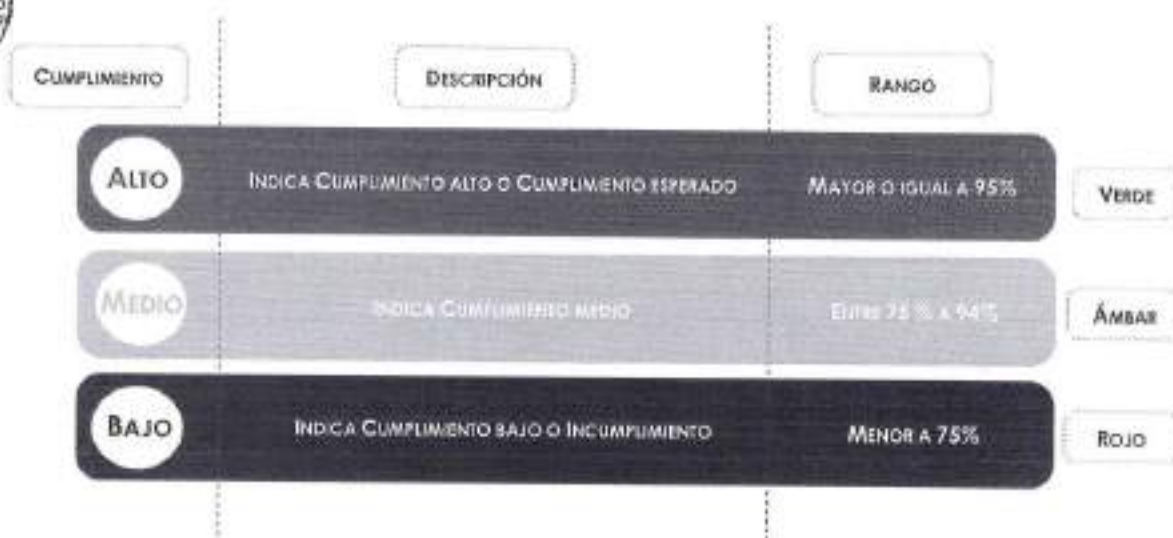 CUMPLIMIENTO
DESCRIPCIÓN
RANGO
ALTO
INDICA CUMPLIMIENTO ALTO O CUMPLIMIENTO ESPERADO
MAYOR O IGUAL A 95%
VERDE
MEDIO
INDICA CUMPLIMIENTO MEDIO
ENTRE 75 % A 94%
ÁMBAR
BAJO
INDICA CUMPLIMIENTO BAJO O INCUMPLIMIENTO
MENOR A 75%
ROJO